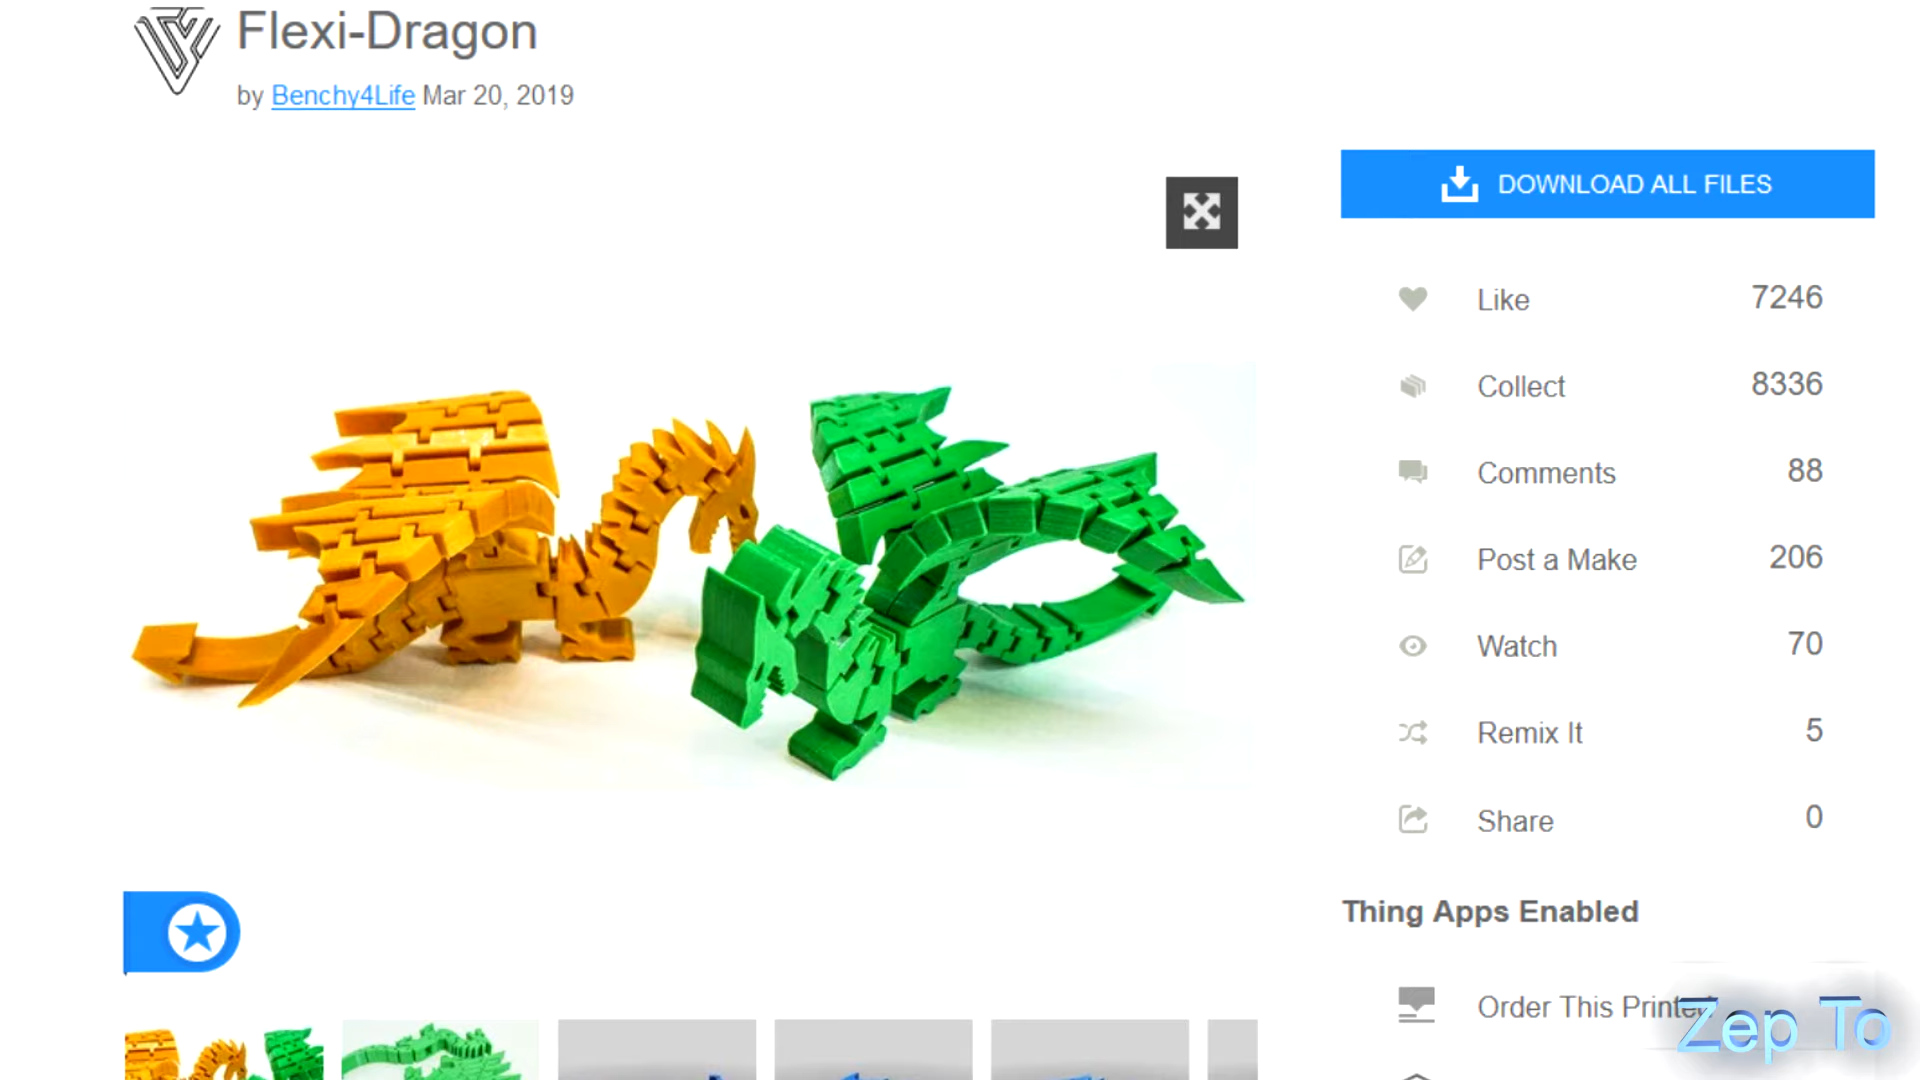 Flexi-Dragon
by Benchy4Life Mar 20, 2019
DOWNLOAD ALL FILES
Like 7246
Collect 8336
Comments 88
Post a Make 206
Watch 70
Remix It 5
Share 0
Thing Apps Enabled
Order This Printed
Zep To